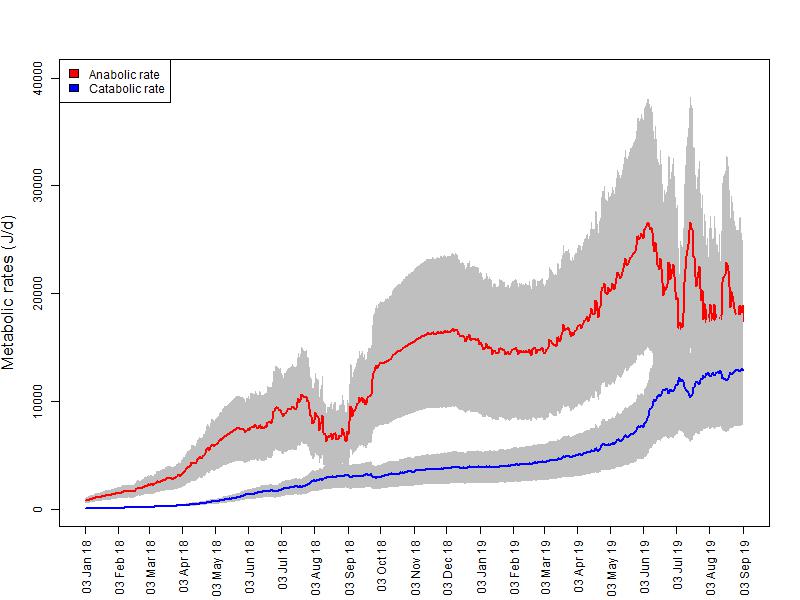 Anabolic rate
Catabolic rate
Metabolic rates (J/d)
40000
30000
20000
10000
0
03 Jan 18
03 Feb 18
03 Mar 18
03 Apr 18
03 May 18
03 Jun 18
03 Jul 18
03 Aug 18
03 Sep 18
03 Oct 18
03 Nov 18
03 Dec 18
03 Jan 19
03 Feb 19
03 Mar 19
03 Apr 19
03 May 19
03 Jun 19
03 Jul 19
03 Aug 19
03 Sep 19